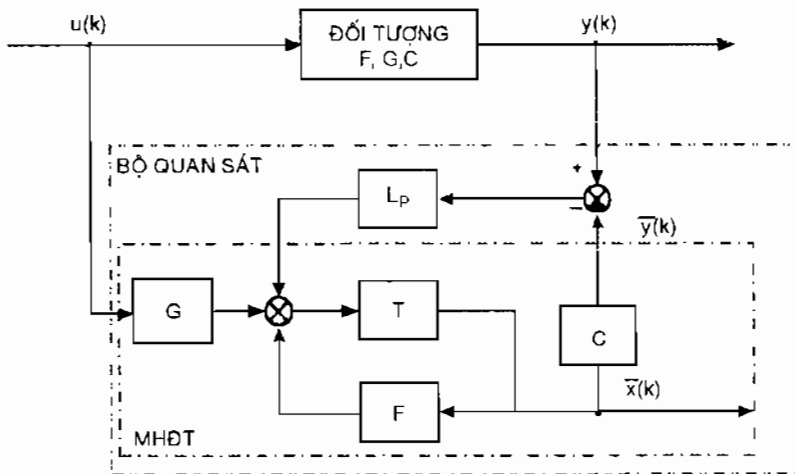 u(k)
ĐỐI TƯỢNG
F, G,C
y(k)
BỘ QUAN SÁT
+
L_P
−
y̅(k)
G
T
C
x̅(k)
F
MHĐT